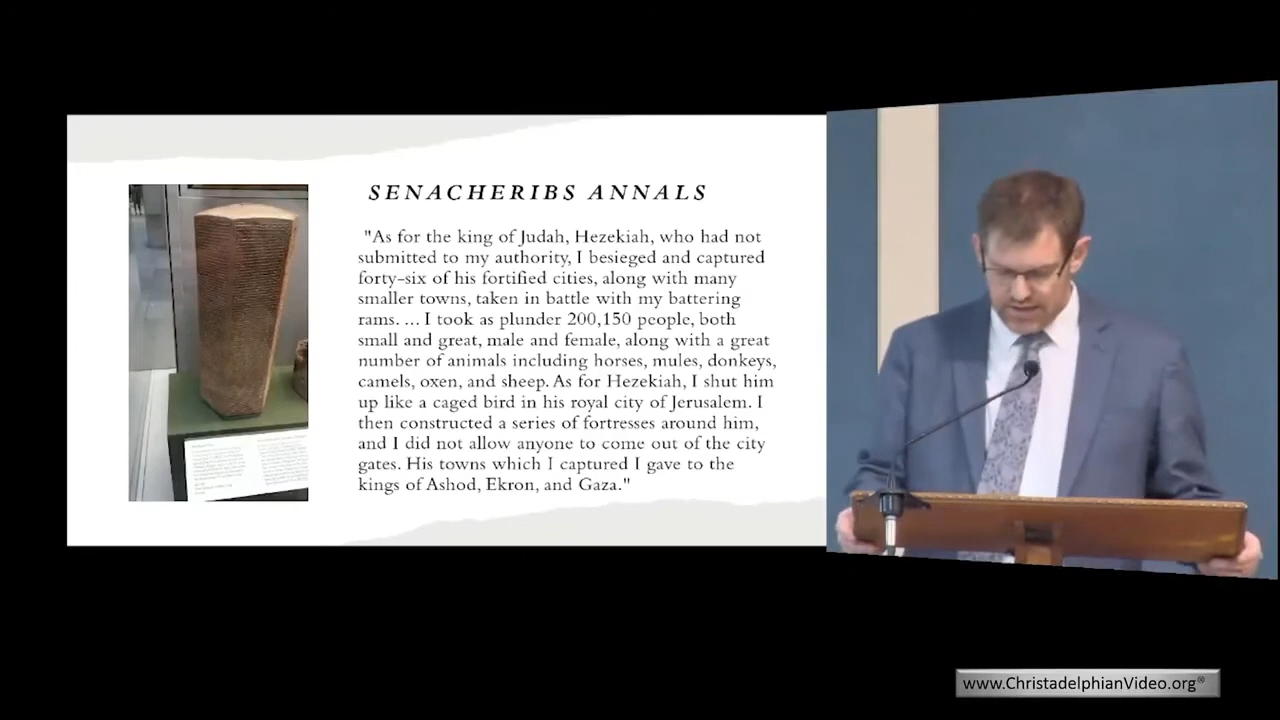 SENACHERIBS ANNALS
"As for the king of Judah, Hezekiah, who had not
submitted to my authority, I besieged and captured
forty-six of his fortified cities, along with many
smaller towns, taken in battle with my battering
rams. ... I took as plunder 200,150 people, both
small and great, male and female, along with a great
number of animals including horses, mules, donkeys,
camels, oxen, and sheep. As for Hezekiah, I shut him
up like a caged bird in his royal city of Jerusalem. I
then constructed a series of fortresses around him,
and I did not allow anyone to come out of the city
gates. His towns which I captured I gave to the
kings of Ashod, Ekron, and Gaza."
www.ChristadelphianVideo.org®